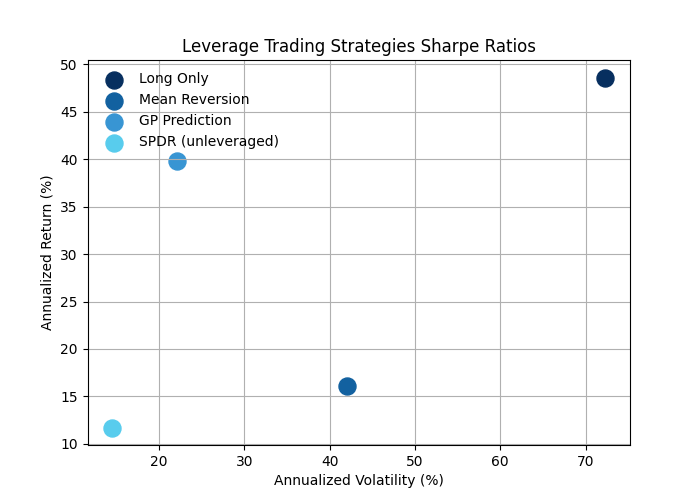 Leverage Trading Strategies Sharpe Ratios
Long Only
Mean Reversion
GP Prediction
SPDR (unleveraged)
50
45
40
35
30
25
20
15
10
Annualized Return (%)
20 30 40 50 60 70
Annualized Volatility (%)